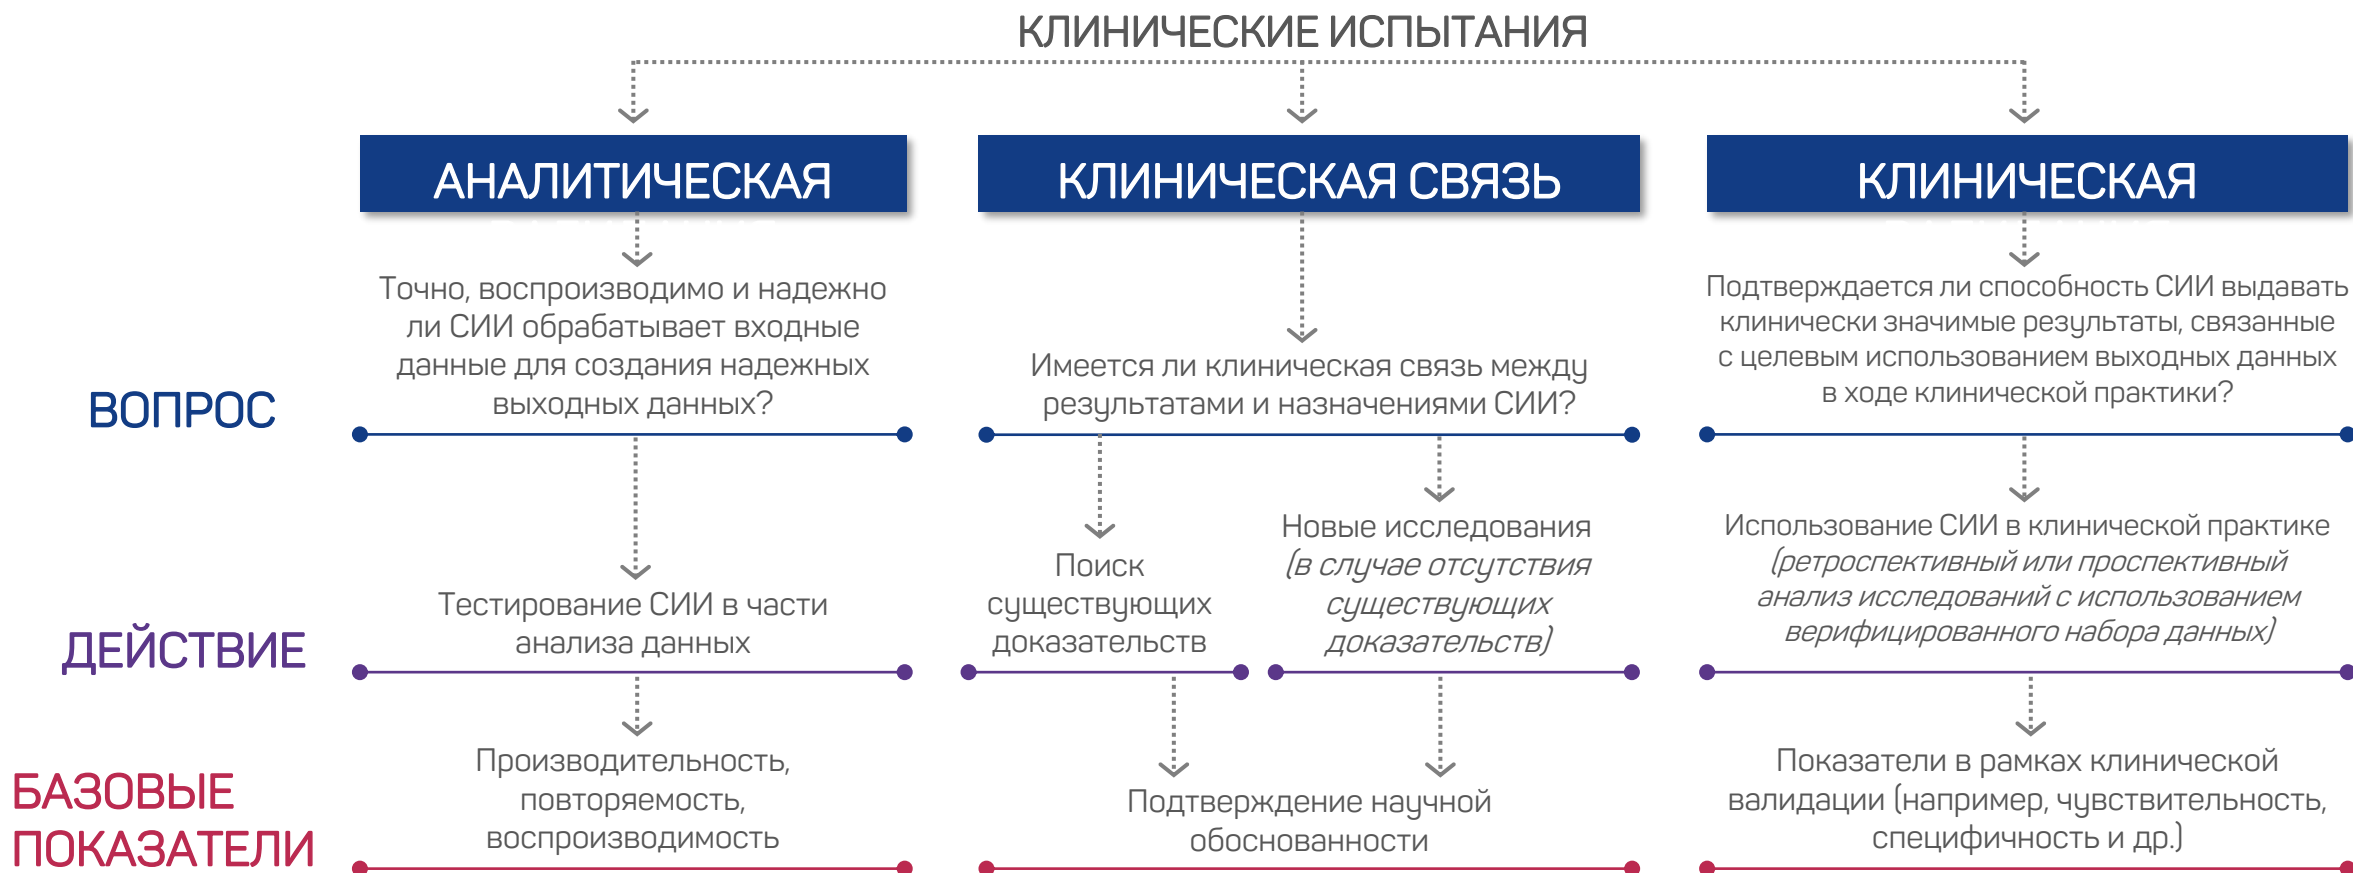 КЛИНИЧЕСКИЕ ИСПЫТАНИЯ
АНАЛИТИЧЕСКАЯ
КЛИНИЧЕСКАЯ СВЯЗЬ
КЛИНИЧЕСКАЯ
ВОПРОС
Точно, воспроизводимо и надежно
ли СИИ обрабатывает входные
данные для создания надежных
выходных данных?
Имеется ли клиническая связь между
результатами и назначениями СИИ?
Подтверждается ли способность СИИ выдавать
клинически значимые результаты, связанные
с целевым использованием выходных данных
в ходе клинической практики?
ДЕЙСТВИЕ
Тестирование СИИ в части
анализа данных
Поиск
существующих
доказательств
Новые исследования
(в случае отсутствия
существующих
доказательств)
Использование СИИ в клинической практике
(ретроспективный или проспективный
анализ исследований с использованием
верифицированного набора данных)
БАЗОВЫЕ
ПОКАЗАТЕЛИ
Производительность,
повторяемость,
воспроизводимость
Подтверждение научной
обоснованности
Показатели в рамках клинической
валидации (например, чувствительность,
специфичность и др.)